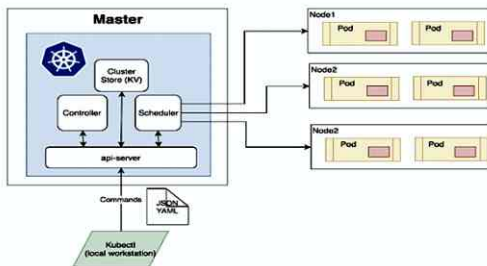 Master
Cluster
Store (KV)
Controller
Scheduler
api-server
Commands
JSON
YAML
Kubectl
(local workstation)
Node1
Pod
Pod
Node2
Pod
Pod
Node2
Pod
Pod